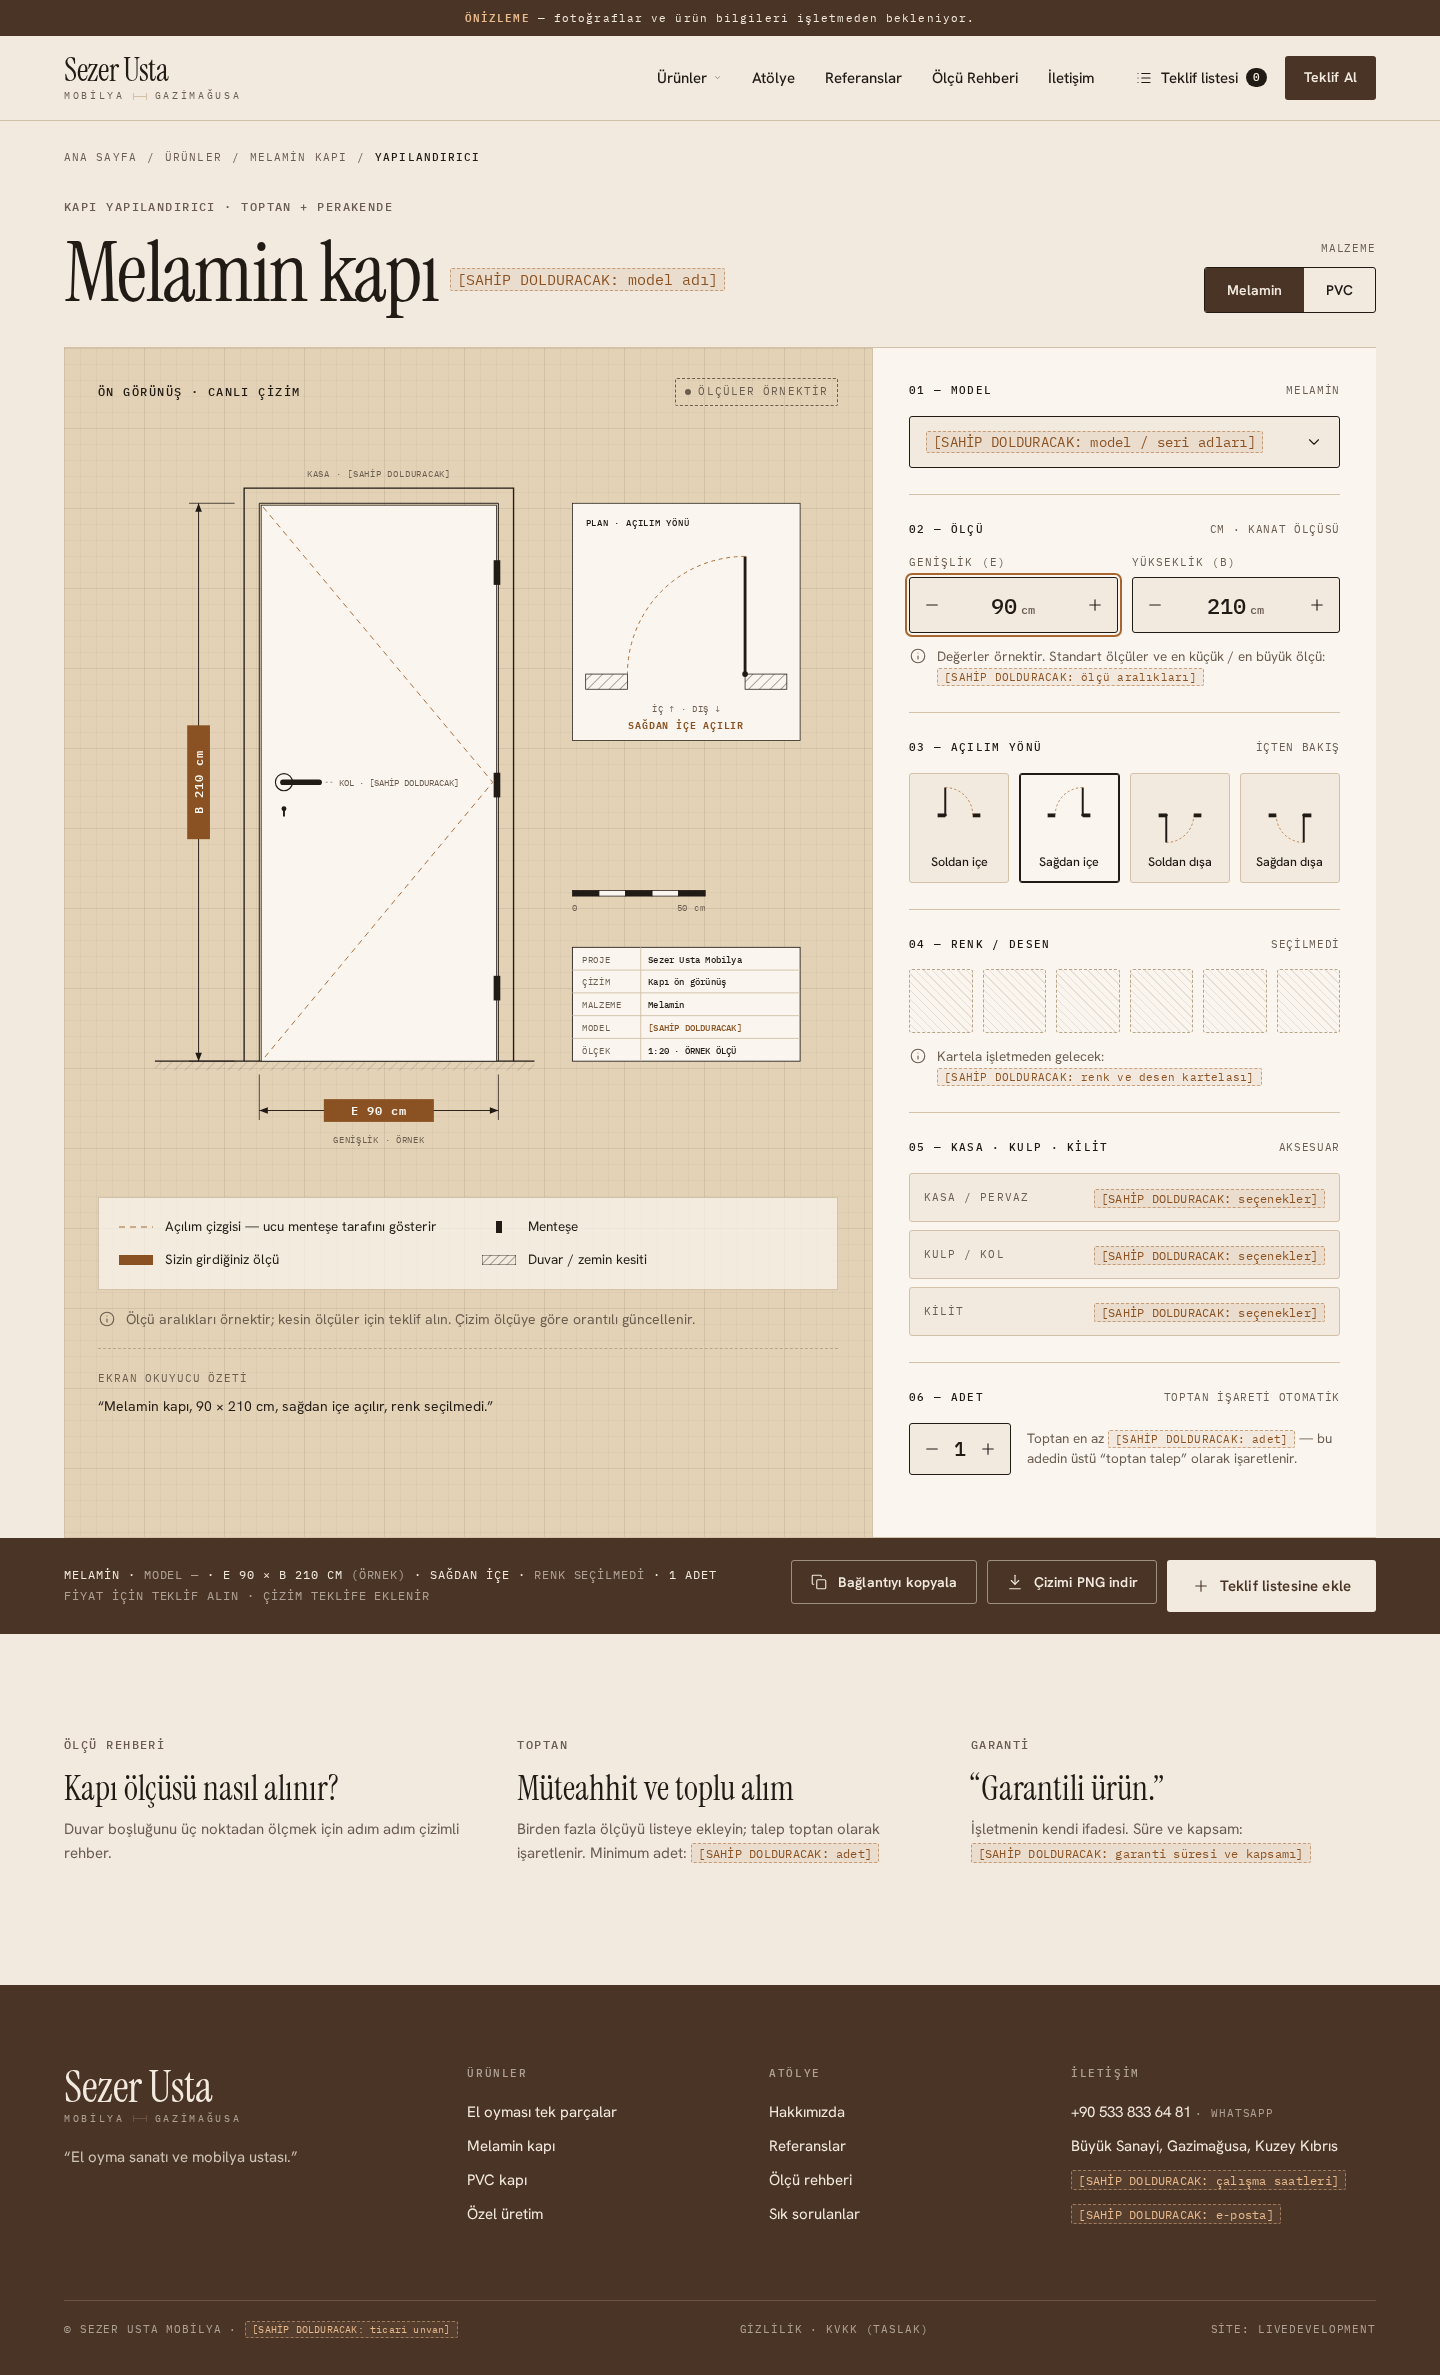 ÖNİZLEME — fotoğraflar ve ürün bilgileri işletmeden bekleniyor.
Sezer Usta
MOBİLYA GAZİMAĞUSA
Ürünler Atölye Referanslar Ölçü Rehberi İletişim Teklif listesi 0 Teklif Al
ANA SAYFA / ÜRÜNLER / MELAMİN KAPI / YAPILANDIRICI
KAPI YAPILANDIRICI · TOPTAN + PERAKENDE
Melamin kapı [SAHİP DOLDURACAK: model adı]
MALZEME
Melamin PVC
ÖN GÖRÜNÜŞ · CANLI ÇİZİM
ÖLÇÜLER ÖRNEKTİR
KASA · [SAHİP DOLDURACAK]
PLAN · AÇILIM YÖNÜ
İÇ ↑ · DIŞ ↓
SAĞDAN İÇE AÇILIR
B 210 cm
KOL · [SAHİP DOLDURACAK]
0 50 cm
PROJE Sezer Usta Mobilya
ÇİZİM Kapı ön görünüş
MALZEME Melamin
MODEL [SAHİP DOLDURACAK]
ÖLÇEK 1:20 · ÖRNEK ÖLÇÜ
E 90 cm
GENİŞLİK · ÖRNEK
Açılım çizgisi — ucu menteşe tarafını gösterir
Menteşe
Sizin girdiğiniz ölçü
Duvar / zemin kesiti
Ölçü aralıkları örnektir; kesin ölçüler için teklif alın. Çizim ölçüye göre orantılı güncellenir.
EKRAN OKUYUCU ÖZETİ
“Melamin kapı, 90 × 210 cm, sağdan içe açılır, renk seçilmedi.”
01 — MODEL MELAMİN
[SAHİP DOLDURACAK: model / seri adları]
02 — ÖLÇÜ CM · KANAT ÖLÇÜSÜ
GENİŞLİK (E) YÜKSEKLİK (B)
− 90 cm + − 210 cm +
Değerler örnektir. Standart ölçüler ve en küçük / en büyük ölçü:
[SAHİP DOLDURACAK: ölçü aralıkları]
03 — AÇILIM YÖNÜ İÇTEN BAKIŞ
Soldan içe Sağdan içe Soldan dışa Sağdan dışa
04 — RENK / DESEN SEÇİLMEDİ
Kartela işletmeden gelecek:
[SAHİP DOLDURACAK: renk ve desen kartelası]
05 — KASA · KULP · KİLİT AKSESUAR
KASA / PERVAZ [SAHİP DOLDURACAK: seçenekler]
KULP / KOL [SAHİP DOLDURACAK: seçenekler]
KİLİT [SAHİP DOLDURACAK: seçenekler]
06 — ADET TOPTAN İŞARETİ OTOMATİK
− 1 +
Toptan en az [SAHİP DOLDURACAK: adet] — bu
adedin üstü “toptan talep” olarak işaretlenir.
MELAMİN · MODEL — · E 90 × B 210 CM (ÖRNEK) · SAĞDAN İÇE · RENK SEÇİLMEDİ · 1 ADET
FİYAT İÇİN TEKLİF ALIN · ÇİZİM TEKLİFE EKLENİR
Bağlantıyı kopyala Çizimi PNG indir + Teklif listesine ekle
ÖLÇÜ REHBERİ
Kapı ölçüsü nasıl alınır?
Duvar boşluğunu üç noktadan ölçmek için adım adım çizimli
rehber.
TOPTAN
Müteahhit ve toplu alım
Birden fazla ölçüyü listeye ekleyin; talep toptan olarak
işaretlenir. Minimum adet: [SAHİP DOLDURACAK: adet]
GARANTİ
“Garantili ürün.”
İşletmenin kendi ifadesi. Süre ve kapsam:
[SAHİP DOLDURACAK: garanti süresi ve kapsamı]
Sezer Usta
MOBİLYA GAZİMAĞUSA
“El oyma sanatı ve mobilya ustası.”
ÜRÜNLER
El oyması tek parçalar
Melamin kapı
PVC kapı
Özel üretim
ATÖLYE
Hakkımızda
Referanslar
Ölçü rehberi
Sık sorulanlar
İLETİŞİM
+90 533 833 64 81 · WHATSAPP
Büyük Sanayi, Gazimağusa, Kuzey Kıbrıs
[SAHİP DOLDURACAK: çalışma saatleri]
[SAHİP DOLDURACAK: e-posta]
© SEZER USTA MOBİLYA · [SAHİP DOLDURACAK: ticari unvan]
GİZLİLİK · KVKK (TASLAK)
SİTE: LIVEDEVELOPMENT